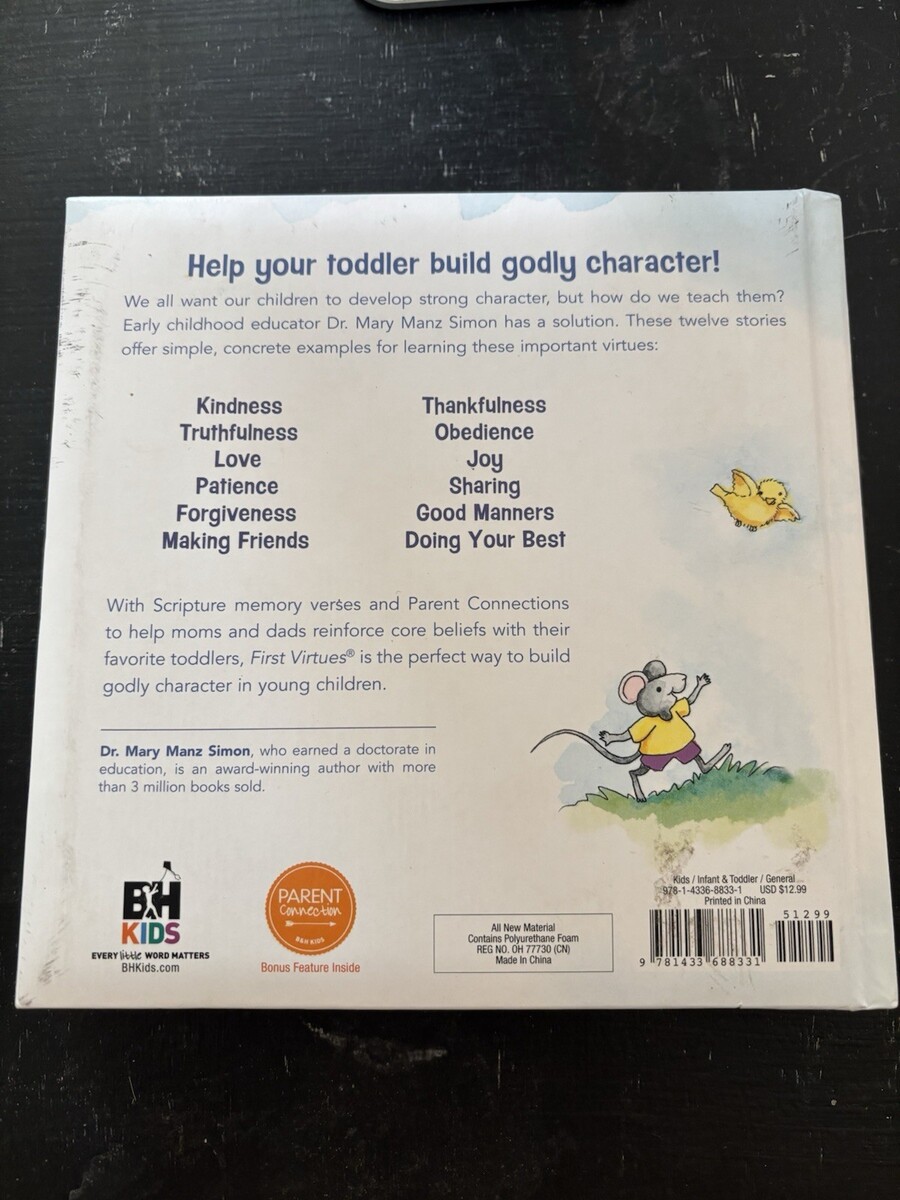 Help your toddler build godly character!
We all want our children to develop strong character, but how do we teach them?
Early childhood educator Dr. Mary Manz Simon has a solution. These twelve stories
offer simple, concrete examples for learning these important virtues:
Kindness
Truthfulness
Love
Patience
Forgiveness
Making Friends
Thankfulness
Obedience
Joy
Sharing
Good Manners
Doing Your Best
With Scripture memory verses and Parent Connections
to help moms and dads reinforce core beliefs with their
favorite toddlers, First Virtues® is the perfect way to build
godly character in young children.
Dr. Mary Manz Simon, who earned a doctorate in
education, is an award-winning author with more
than 3 million books sold.
BH
KIDS
EVERY little WORD MATTERS
BHKids.com
PARENT
Connection
B&H KIDS
Bonus Feature Inside
All New Material
Contains Polyurethane Foam
REG NO. OH 77730 (CN)
Made In China
Kids / Infant & Toddler / General
978-1-4336-8833-1 USD $12.99
Printed in China
51299
9 781433 688331